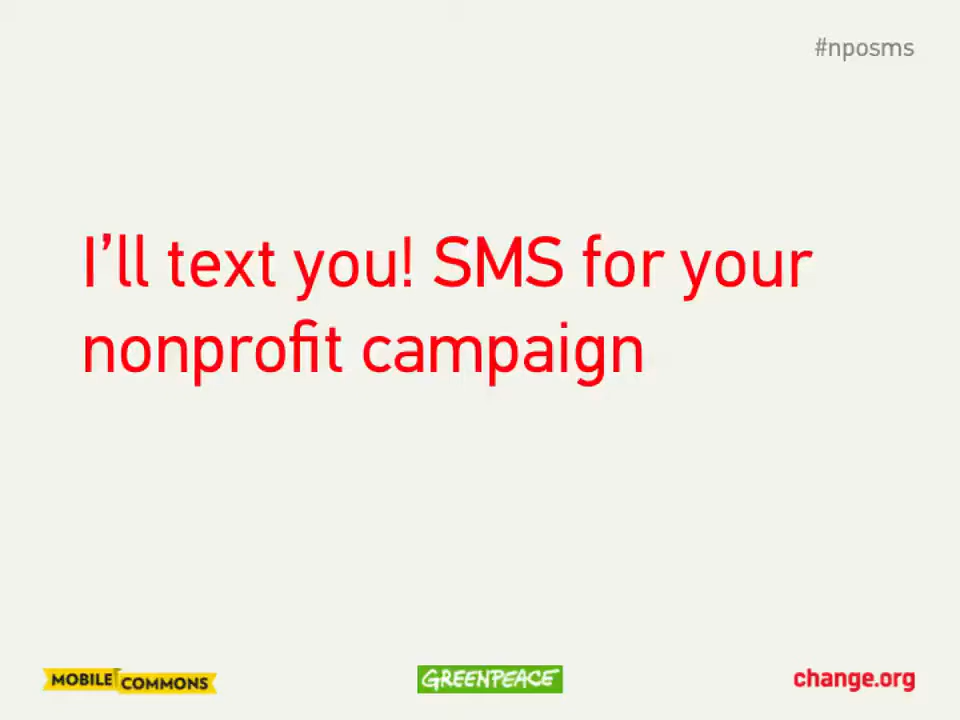 #nposms
I’ll text you! SMS for your
nonprofit campaign
MOBILE COMMONS
GREENPEACE
change.org